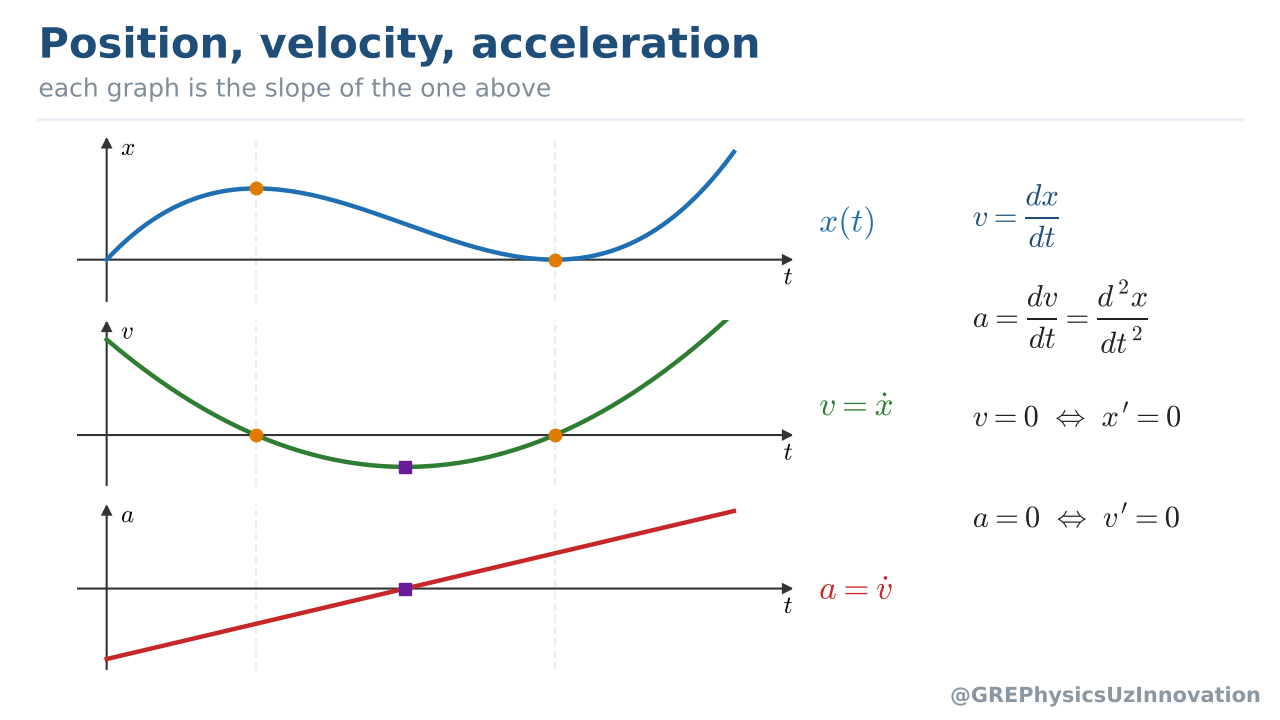 Position, velocity, acceleration
each graph is the slope of the one above
x
t
x(t)
v = dx/dt
v
t
v = ẋ
a = dv/dt = d²x/dt²
v = 0 ⇔ x′ = 0
a
t
a = v̇
a = 0 ⇔ v′ = 0
@GREPhysicsUzInnovation